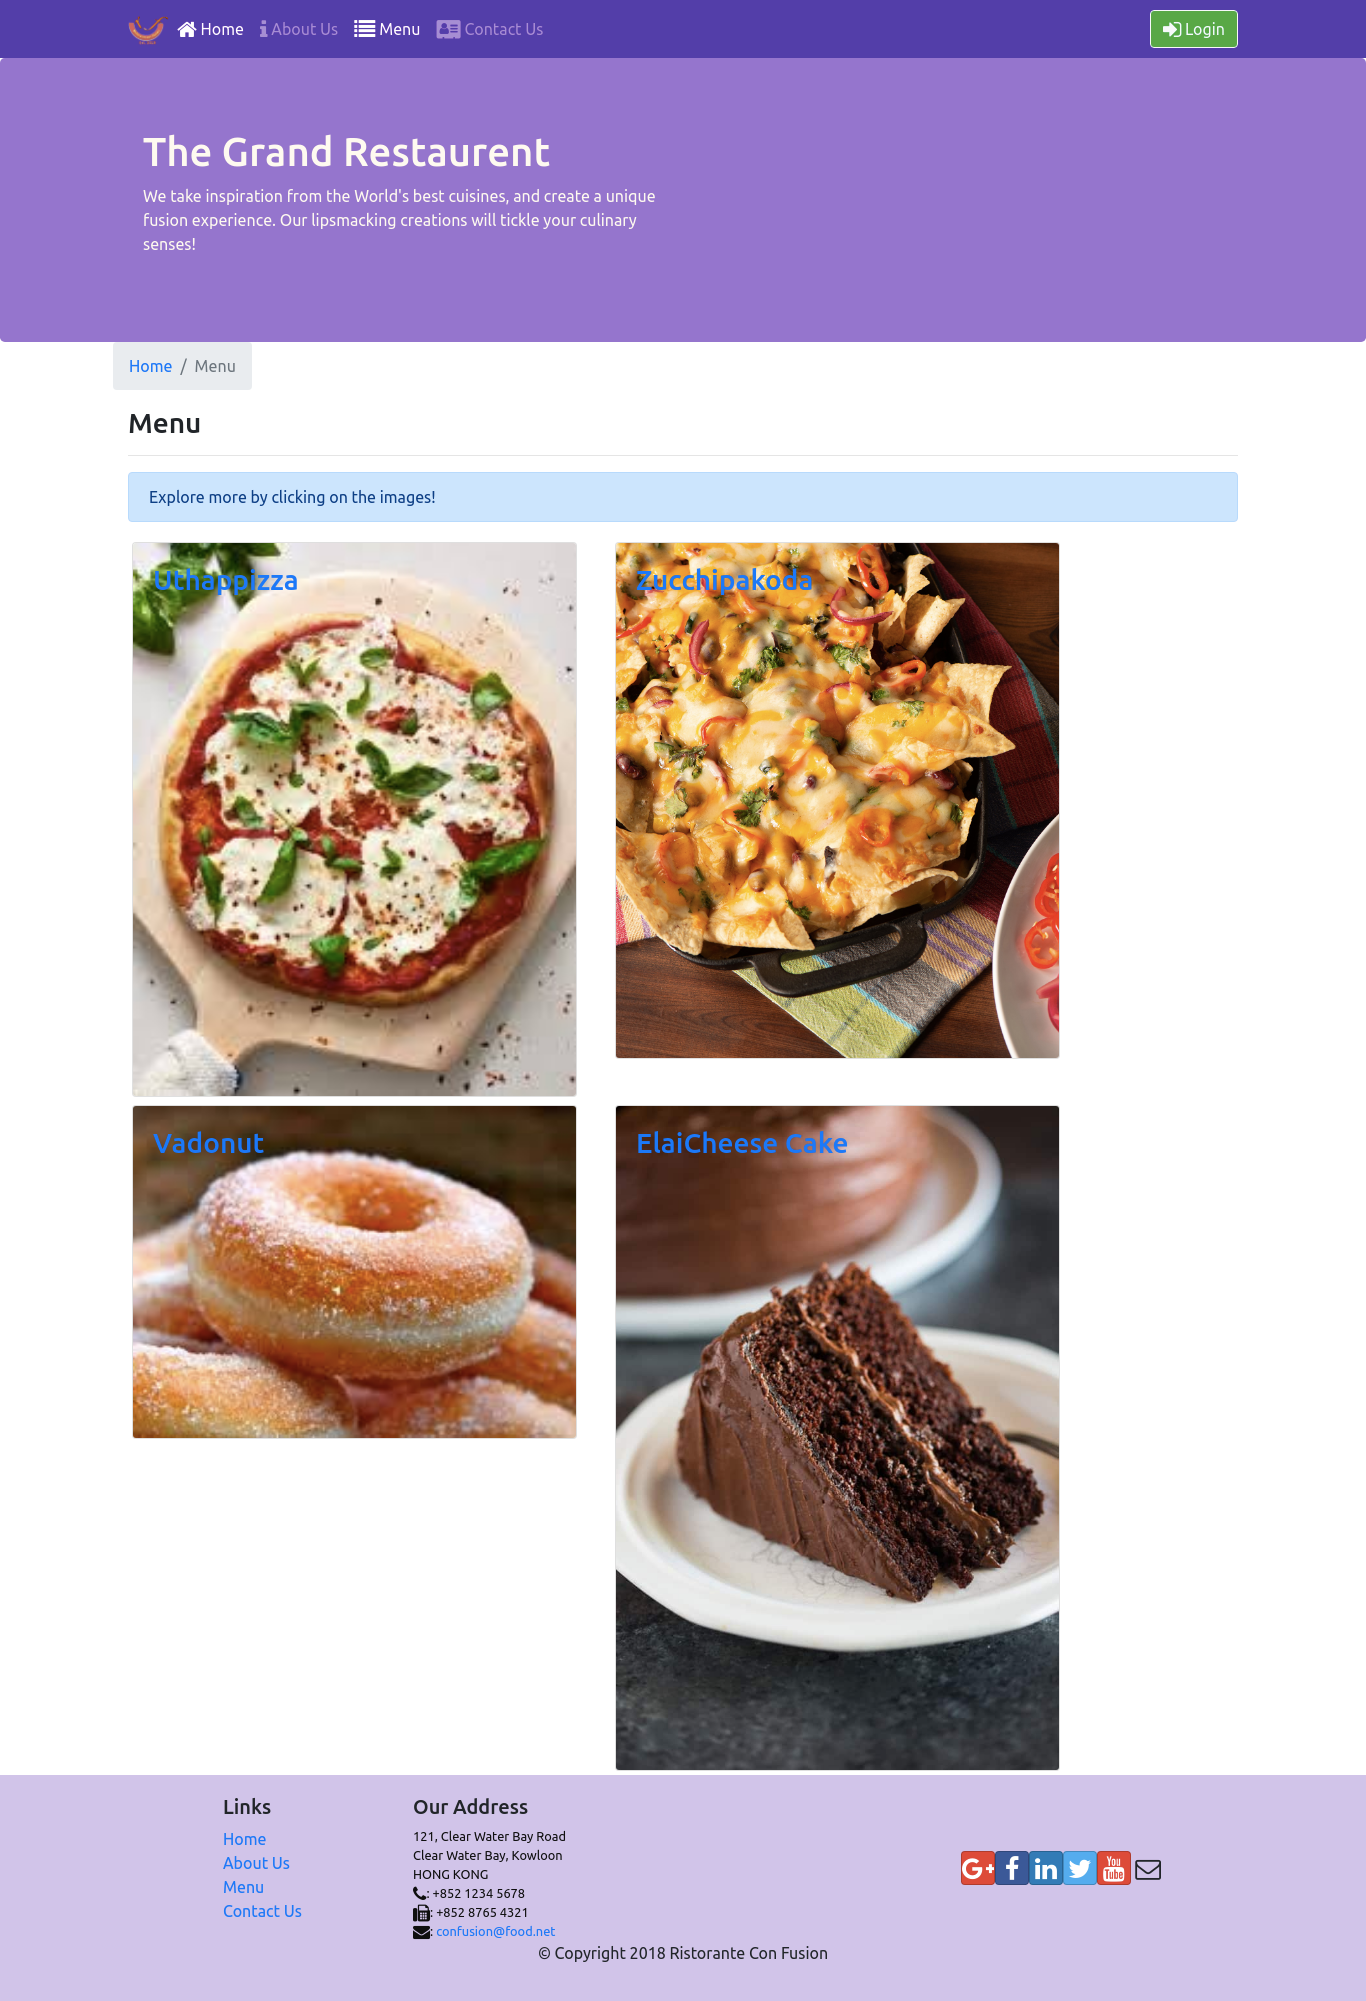 Home About Us Menu Contact Us Login
The Grand Restaurent
We take inspiration from the World's best cuisines, and create a unique
fusion experience. Our lipsmacking creations will tickle your culinary
senses!
Home / Menu
Menu
Explore more by clicking on the images!
Uthappizza
Zucchipakoda
Vadonut
ElaiCheese Cake
Links
Home
About Us
Menu
Contact Us
Our Address
121, Clear Water Bay Road
Clear Water Bay, Kowloon
HONG KONG
: +852 1234 5678
: +852 8765 4321
: confusion@food.net
G+ f in You Tube
© Copyright 2018 Ristorante Con Fusion